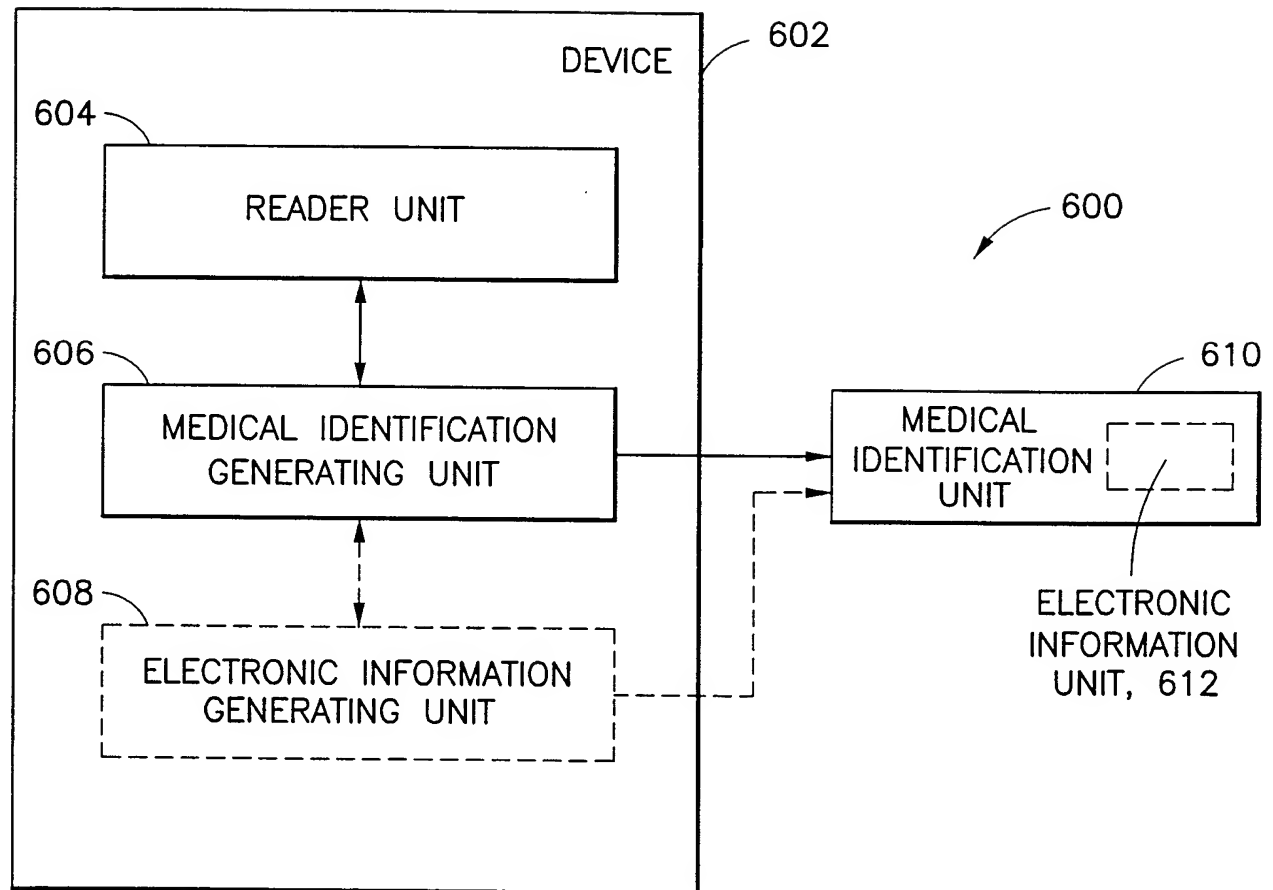 DEVICE
602
604
READER UNIT
600
606
MEDICAL IDENTIFICATION
GENERATING UNIT
610
MEDICAL
IDENTIFICATION
UNIT
608
ELECTRONIC INFORMATION
GENERATING UNIT
ELECTRONIC
INFORMATION
UNIT, 612